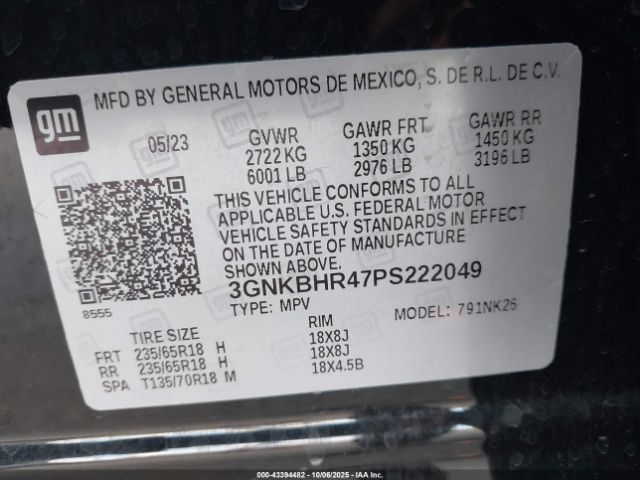 gm
MFD BY GENERAL MOTORS DE MEXICO, S. DE R.L. DE C.V.
05/23 GVWR GAWR FRT GAWR RR
2722 KG 1350 KG 1450 KG
6001 LB 2976 LB 3196 LB
THIS VEHICLE CONFORMS TO ALL
APPLICABLE U.S. FEDERAL MOTOR
VEHICLE SAFETY STANDARDS IN EFFECT
ON THE DATE OF MANUFACTURE
SHOWN ABOVE.
3GNKBHR47PS222049
8555 TYPE: MPV MODEL: 791NK26
TIRE SIZE RIM
FRT 235/65R18 H 18X8J
RR 235/65R18 H 18X8J
SPA T135/70R18 M 18X4.5B
000-43394482 - 10/06/2025 - IAAI.com